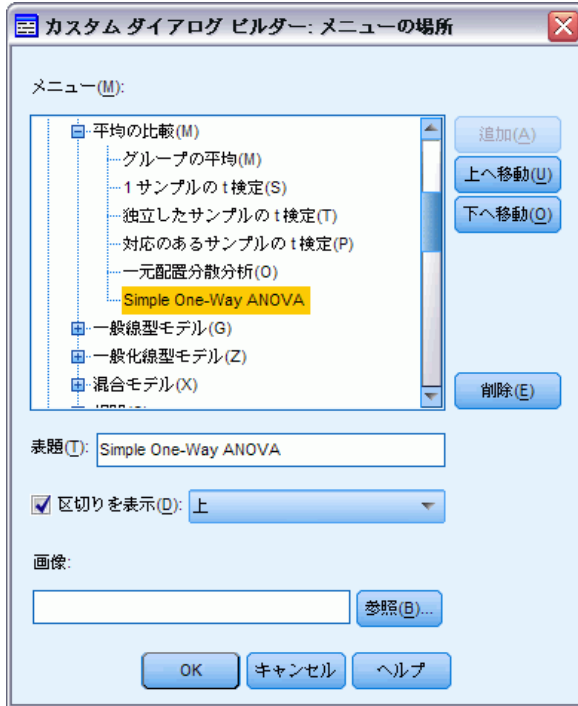 カスタム ダイアログ ビルダー: メニューの場所
メニュー(M):
平均の比較(M)
グループの平均(M)
1 サンプルの t 検定(S)
独立したサンプルの t 検定(T)
対応のあるサンプルの t 検定(P)
一元配置分散分析(O)
Simple One-Way ANOVA
一般線型モデル(G)
一般化線型モデル(Z)
混合モデル(X)
追加(A)
上へ移動(U)
下へ移動(O)
削除(E)
表題(T): Simple One-Way ANOVA
区切りを表示(D): 上
画像:
参照(B)...
OK キャンセル ヘルプ